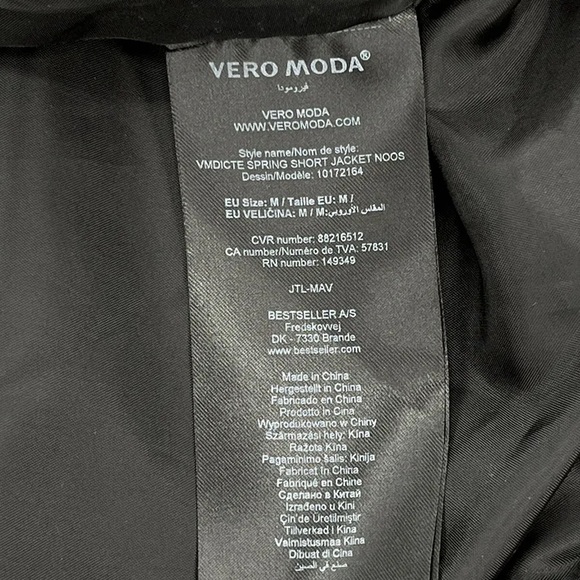 VERO MODA®
فيرومودا
VERO MODA
WWW.VEROMODA.COM
Style name/Nom de style:
VMDICTE SPRING SHORT JACKET NOOS
Dessin/Modèle: 10172164
EU Size: M / Taille EU: M /
EU VELIČINA: M / M:المقاس الأوروبي
CVR number: 88216512
CA number/Numéro de TVA: 57831
RN number: 149349
JTL-MAV
BESTSELLER A/S
Fredskovvej
DK - 7330 Brande
www.bestseller.com
Made in China
Hergestellt in China
Fabricado en China
Prodotto in Cina
Wyprodukowano w Chiny
Származási hely: Kína
Ražots Ķīna
Pagaminimo šalis: Kinija
Fabricat în China
Fabriqué en Chine
Сделано в Китай
Izrađeno u Kini
Çin'de Üretilmiştir
Tillverkad i Kina
Valmistusmaa Kiina
Dibuat di Cina
صنع في الصين